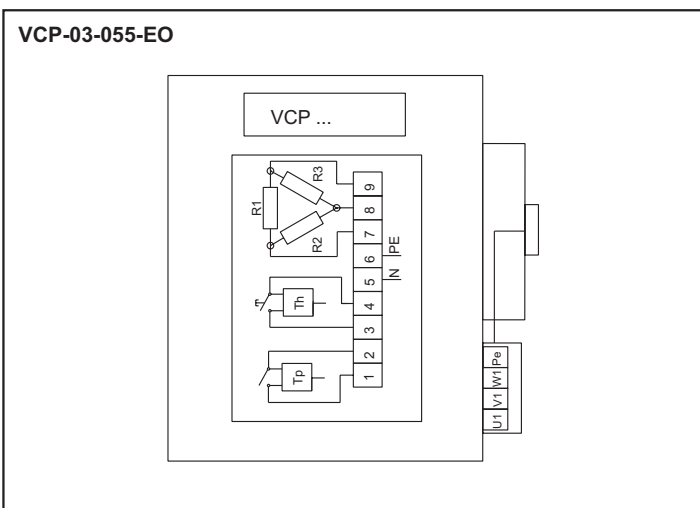 VCP-03-055-EO
VCP ...
R1
R3
R2
9
8
7
6
5
4
3
2
1
PE
N
Th
Tp
Pe
W1
V1
U1